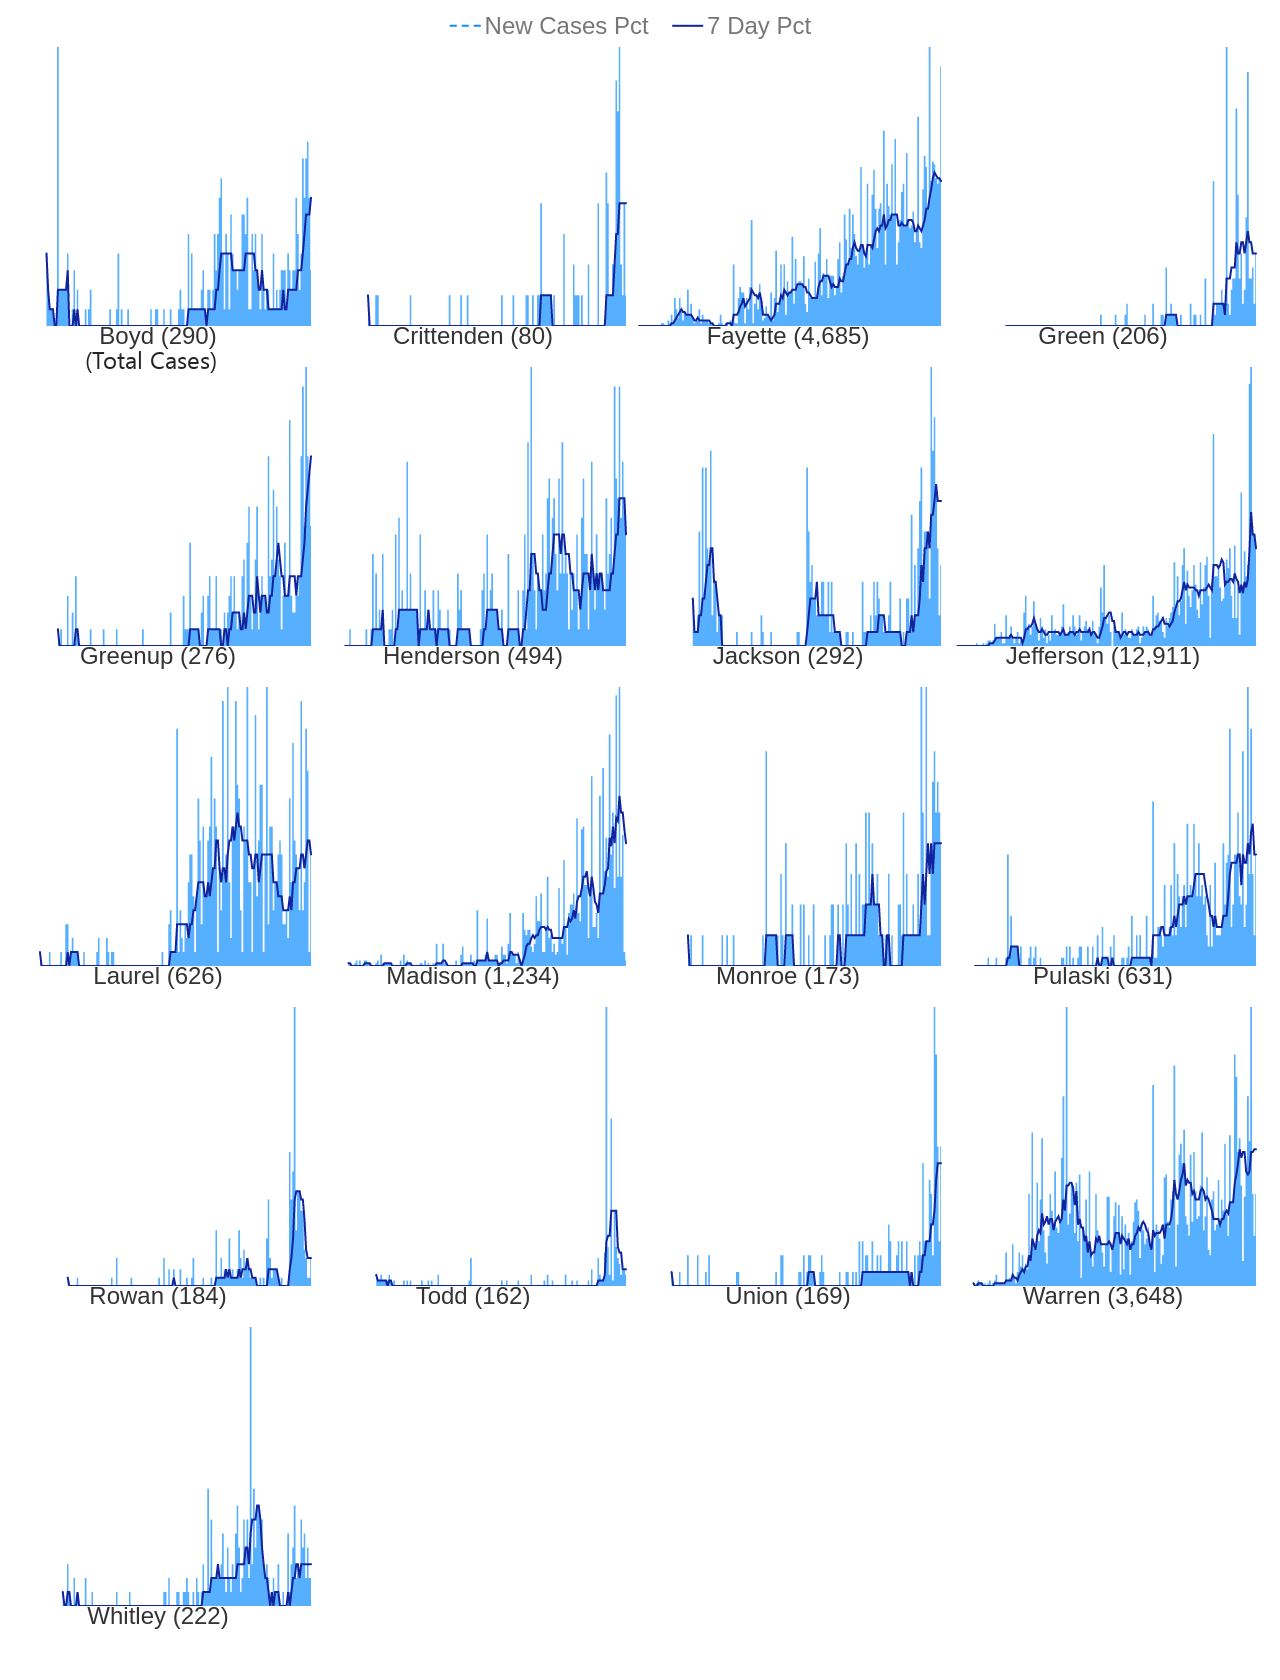 New Cases Pct 7 Day Pct
Boyd (290) Crittenden (80) Fayette (4,685) Green (206)
(Total Cases)
Greenup (276) Henderson (494) Jackson (292) Jefferson (12,911)
Laurel (626) Madison (1,234) Monroe (173) Pulaski (631)
Rowan (184) Todd (162) Union (169) Warren (3,648)
Whitley (222)